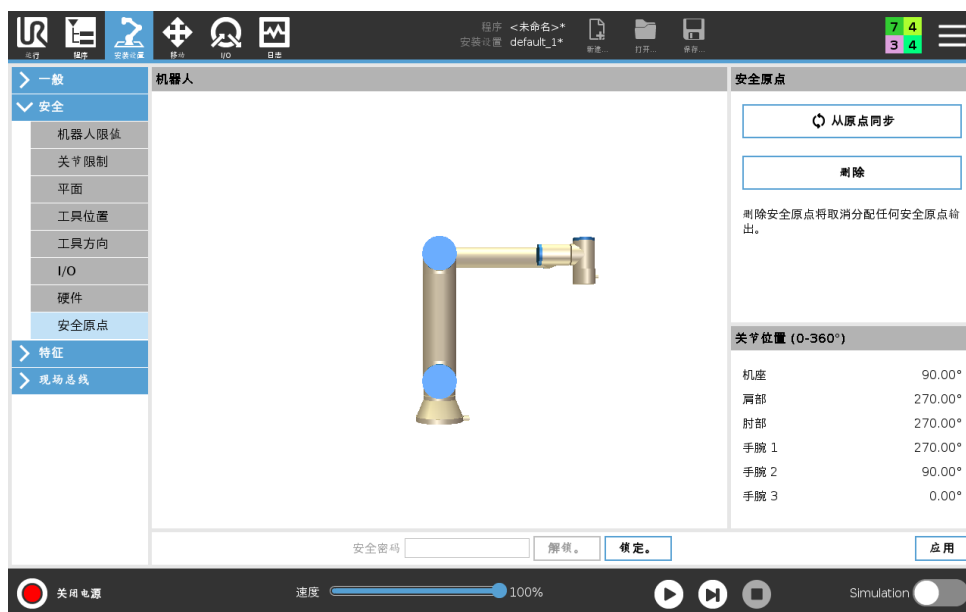 运行
程序
安装设置
移动
I/O
日志
程序 <未命名>*
安装设置 default_1*
新建...
打开...
保存...
7 4
3 4
一般
安全
机器人限值
关节限制
平面
工具位置
工具方向
I/O
硬件
安全原点
特征
现场总线
机器人
安全原点
从原点同步
删除
删除安全原点将取消分配任何安全原点输
出。
关节位置 (0-360°)
机座 90.00°
肩部 270.00°
肘部 270.00°
手腕 1 270.00°
手腕 2 90.00°
手腕 3 0.00°
安全密码
解锁。
锁定。
应用
关闭电源
速度 100%
Simulation